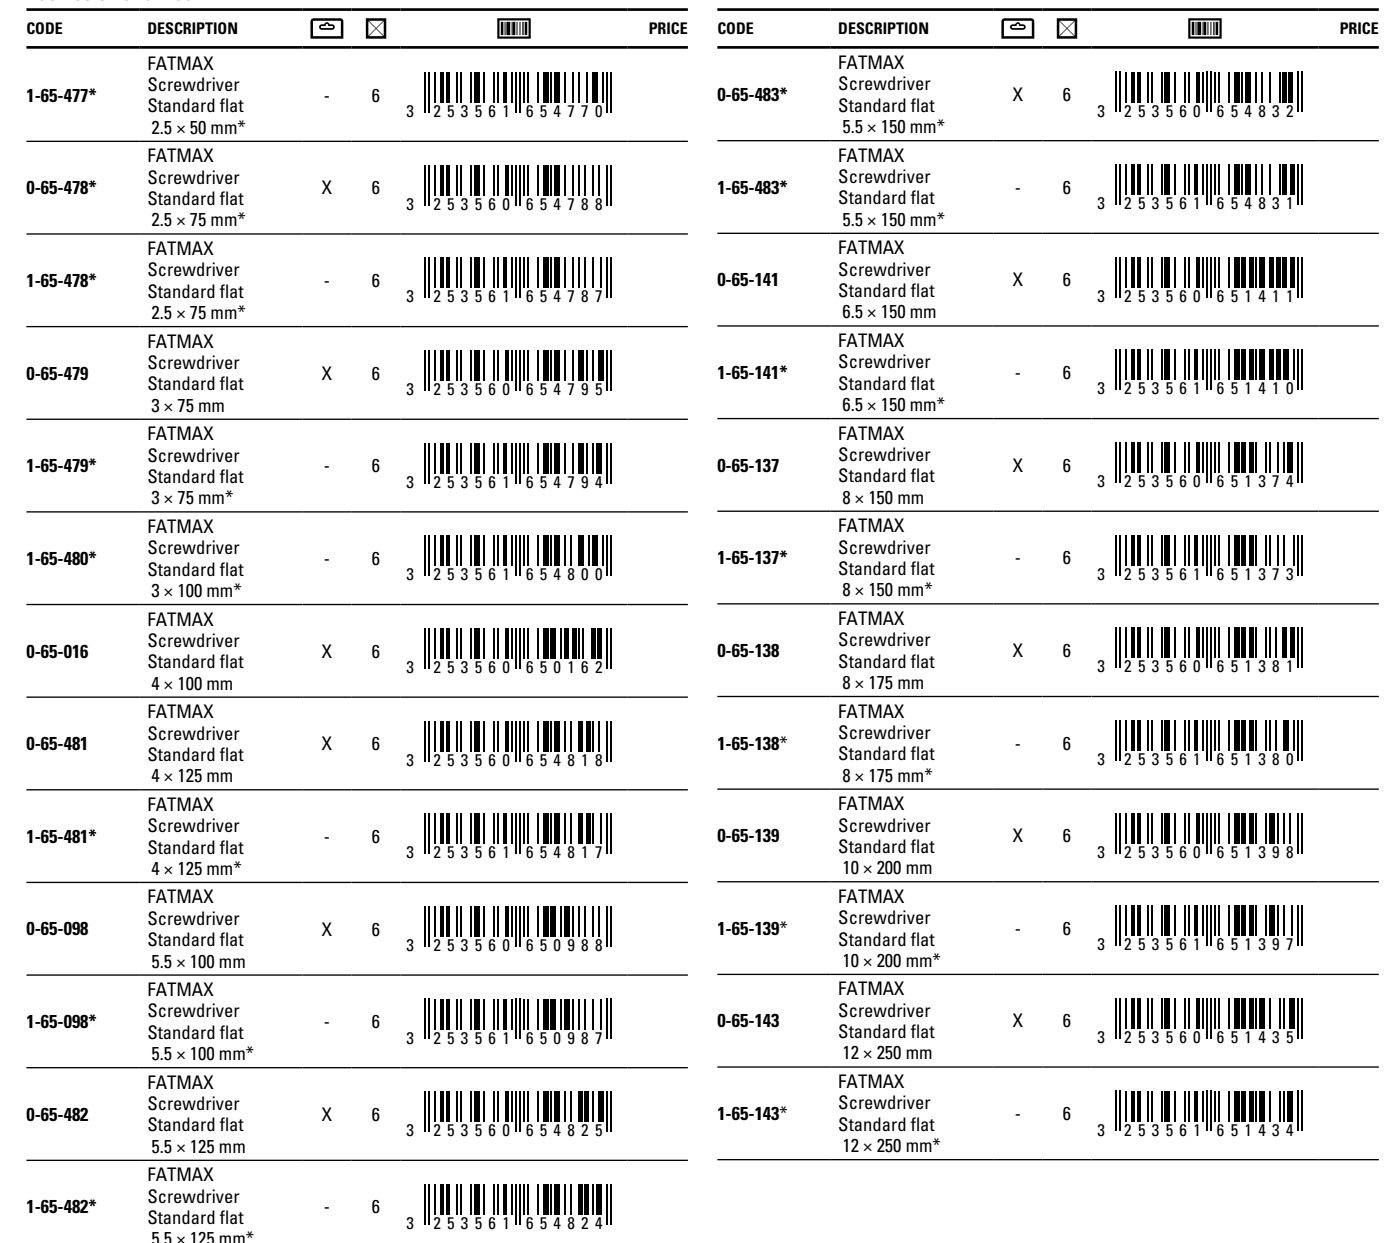 CODE DESCRIPTION PRICE
1-65-477* FATMAX
Screwdriver
Standard flat
2.5 × 50 mm* - 6 3 253561 654770
0-65-478* FATMAX
Screwdriver
Standard flat
2.5 × 75 mm* X 6 3 253560 654788
1-65-478* FATMAX
Screwdriver
Standard flat
2.5 × 75 mm* - 6 3 253561 654787
0-65-479 FATMAX
Screwdriver
Standard flat
3 × 75 mm X 6 3 253560 654795
1-65-479* FATMAX
Screwdriver
Standard flat
3 × 75 mm* - 6 3 253561 654794
1-65-480* FATMAX
Screwdriver
Standard flat
3 × 100 mm* - 6 3 253561 654800
0-65-016 FATMAX
Screwdriver
Standard flat
4 × 100 mm X 6 3 253560 650162
0-65-481 FATMAX
Screwdriver
Standard flat
4 × 125 mm X 6 3 253560 654818
1-65-481* FATMAX
Screwdriver
Standard flat
4 × 125 mm* - 6 3 253561 654817
0-65-098 FATMAX
Screwdriver
Standard flat
5.5 × 100 mm X 6 3 253560 650988
1-65-098* FATMAX
Screwdriver
Standard flat
5.5 × 100 mm* - 6 3 253561 650987
0-65-482 FATMAX
Screwdriver
Standard flat
5.5 × 125 mm X 6 3 253560 654825
1-65-482* FATMAX
Screwdriver
Standard flat
5.5 × 125 mm* - 6 3 253561 654824
CODE DESCRIPTION PRICE
0-65-483* FATMAX
Screwdriver
Standard flat
5.5 × 150 mm* X 6 3 253560 654832
1-65-483* FATMAX
Screwdriver
Standard flat
5.5 × 150 mm* - 6 3 253561 654831
0-65-141 FATMAX
Screwdriver
Standard flat
6.5 × 150 mm X 6 3 253560 651411
1-65-141* FATMAX
Screwdriver
Standard flat
6.5 × 150 mm* - 6 3 253561 651410
0-65-137 FATMAX
Screwdriver
Standard flat
8 × 150 mm X 6 3 253560 651374
1-65-137* FATMAX
Screwdriver
Standard flat
8 × 150 mm* - 6 3 253561 651373
0-65-138 FATMAX
Screwdriver
Standard flat
8 × 175 mm X 6 3 253560 651381
1-65-138* FATMAX
Screwdriver
Standard flat
8 × 175 mm* - 6 3 253561 651380
0-65-139 FATMAX
Screwdriver
Standard flat
10 × 200 mm X 6 3 253560 651398
1-65-139* FATMAX
Screwdriver
Standard flat
10 × 200 mm* - 6 3 253561 651397
0-65-143 FATMAX
Screwdriver
Standard flat
12 × 250 mm X 6 3 253560 651435
1-65-143* FATMAX
Screwdriver
Standard flat
12 × 250 mm* - 6 3 253561 651434